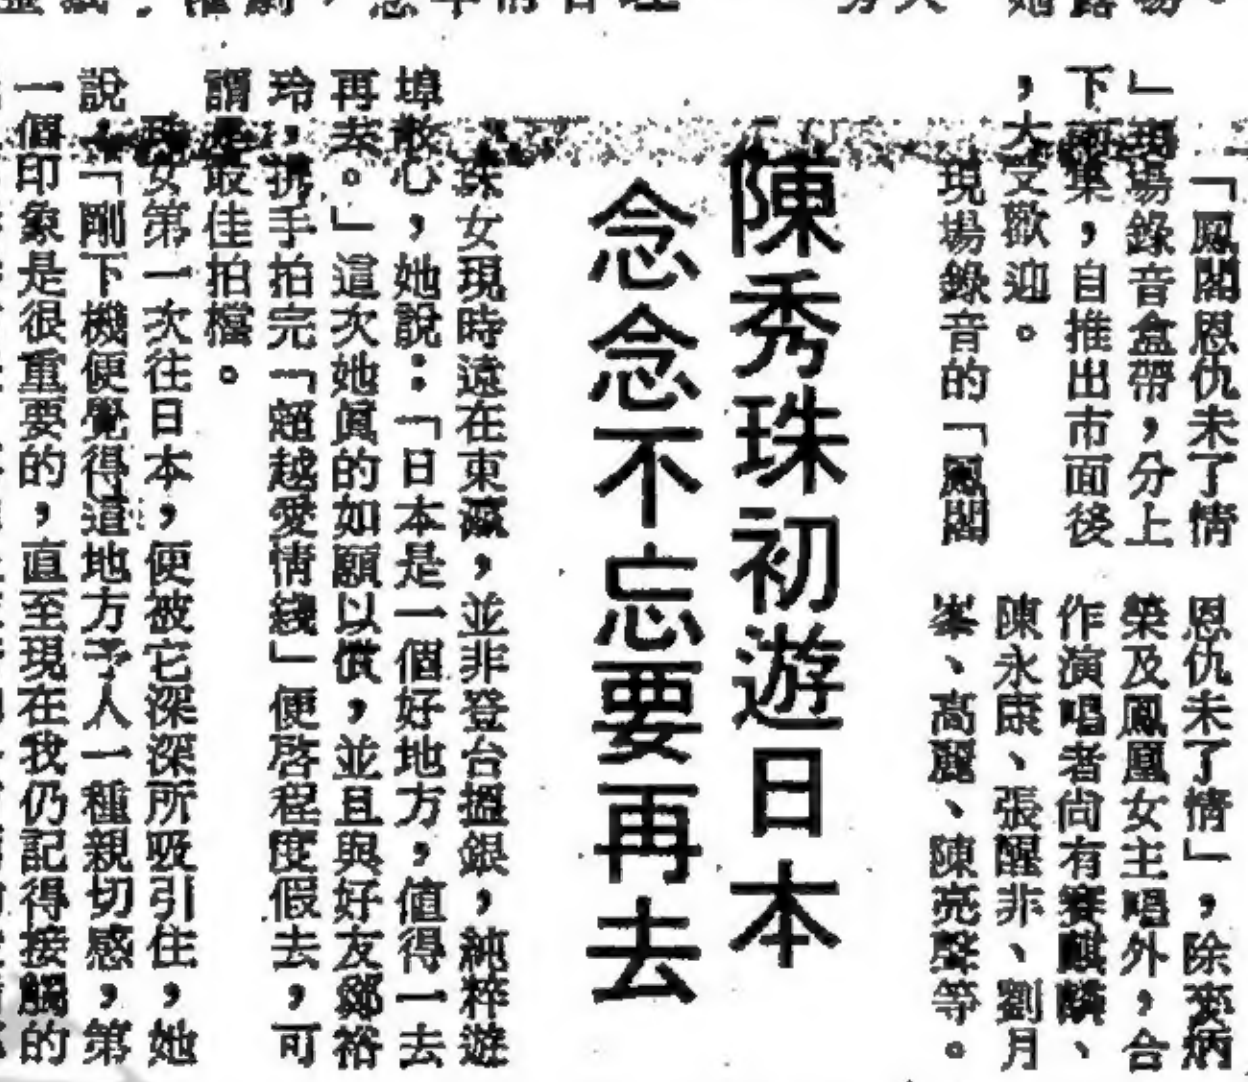 「鳳閣恩仇未了情
」現場錄音盒帶，分上
下兩集，自推出市面後
，大受歡迎。
現場錄音的「鳳閣
恩仇未了情」，除麥炳
榮及鳳凰女主唱外，合
作演唱者尚有賽麒麟、
陳永康、張醒非、劉月
峯、高麗、陳亮聲等。
陳秀珠初遊日本
念念不忘要再去
珠女現時遠在東瀛，並非登台搵銀，純粹遊
埠散心，她說：「日本是一個好地方，值得一去
再去。」這次她眞的如願以償，並且與好友鄭裕
玲，携手拍完「超越愛情綫」便啓程度假去，可
謂是最佳拍檔。
珠女第一次往日本，便被它深深所吸引住，她
說，「剛下機便覺得這地方予人一種親切感，第
一個印象是很重要的，直至現在我仍記得接觸的